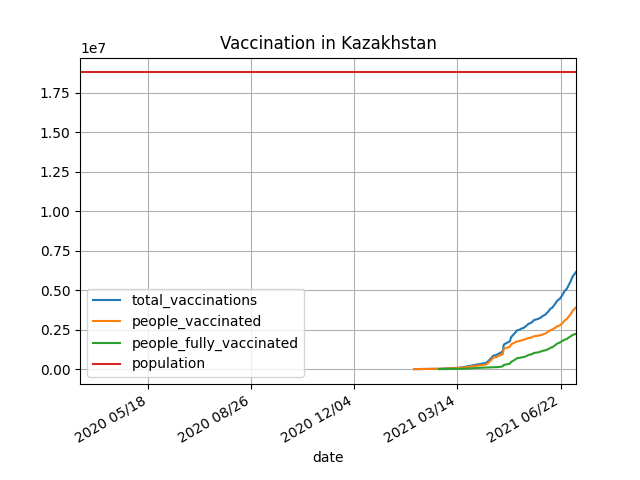 Vaccination in Kazakhstan
1e7
1.75
1.50
1.25
1.00
0.75
0.50
0.25
0.00
total_vaccinations
people_vaccinated
people_fully_vaccinated
population
2020 05/18
2020 08/26
2020 12/04
2021 03/14
2021 06/22
date